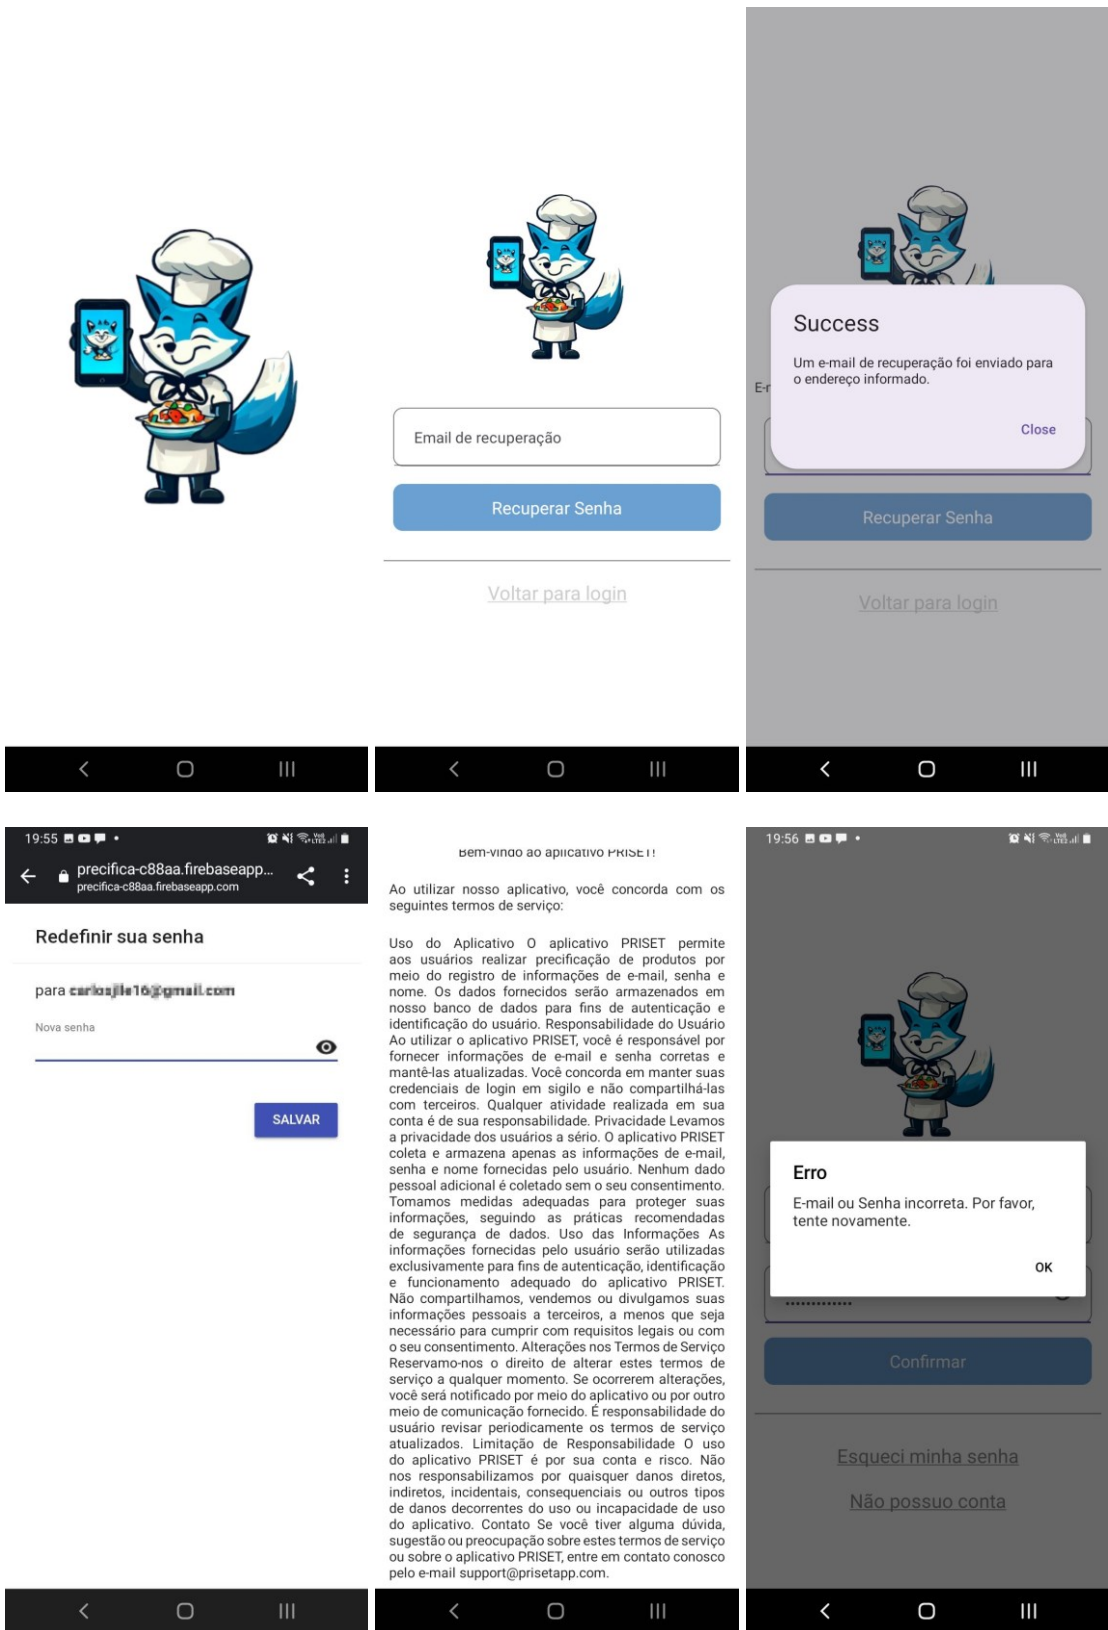 Email de recuperação
Recuperar Senha
Voltar para login
Success
Um e-mail de recuperação foi enviado para
o endereço informado.
Close
Recuperar Senha
Voltar para login
19:55
precifica-c88aa.firebaseapp...
precifica-c88aa.firebaseapp.com
Redefinir sua senha
para
Nova senha
SALVAR
Bem-vindo ao aplicativo PRISET!
Ao utilizar nosso aplicativo, você concorda com os
seguintes termos de serviço:
Uso do Aplicativo O aplicativo PRISET permite
aos usuários realizar precificação de produtos por
meio do registro de informações de e-mail, senha e
nome. Os dados fornecidos serão armazenados em
nosso banco de dados para fins de autenticação e
identificação do usuário. Responsabilidade do Usuário
Ao utilizar o aplicativo PRISET, você é responsável por
fornecer informações de e-mail e senha corretas e
mantê-las atualizadas. Você concorda em manter suas
credenciais de login em sigilo e não compartilhá-las
com terceiros. Qualquer atividade realizada em sua
conta é de sua responsabilidade. Privacidade Levamos
a privacidade dos usuários a sério. O aplicativo PRISET
coleta e armazena apenas as informações de e-mail,
senha e nome fornecidas pelo usuário. Nenhum dado
pessoal adicional é coletado sem o seu consentimento.
Tomamos medidas adequadas para proteger suas
informações, seguindo as práticas recomendadas
de segurança de dados. Uso das Informações As
informações fornecidas pelo usuário serão utilizadas
exclusivamente para fins de autenticação, identificação
e funcionamento adequado do aplicativo PRISET.
Não compartilhamos, vendemos ou divulgamos suas
informações pessoais a terceiros, a menos que seja
necessário para cumprir com requisitos legais ou com
o seu consentimento. Alterações nos Termos de Serviço
Reservamo-nos o direito de alterar estes termos de
serviço a qualquer momento. Se ocorrerem alterações,
você será notificado por meio do aplicativo ou por outro
meio de comunicação fornecido. É responsabilidade do
usuário revisar periodicamente os termos de serviço
atualizados. Limitação de Responsabilidade O uso
do aplicativo PRISET é por sua conta e risco. Não
nos responsabilizamos por quaisquer danos diretos,
indiretos, incidentais, consequenciais ou outros tipos
de danos decorrentes do uso ou incapacidade de uso
do aplicativo. Contato Se você tiver alguma dúvida,
sugestão ou preocupação sobre estes termos de serviço
ou sobre o aplicativo PRISET, entre em contato conosco
pelo e-mail support@prisetapp.com.
19:56
Erro
E-mail ou Senha incorreta. Por favor,
tente novamente.
OK
Confirmar
Esqueci minha senha
Não possuo conta